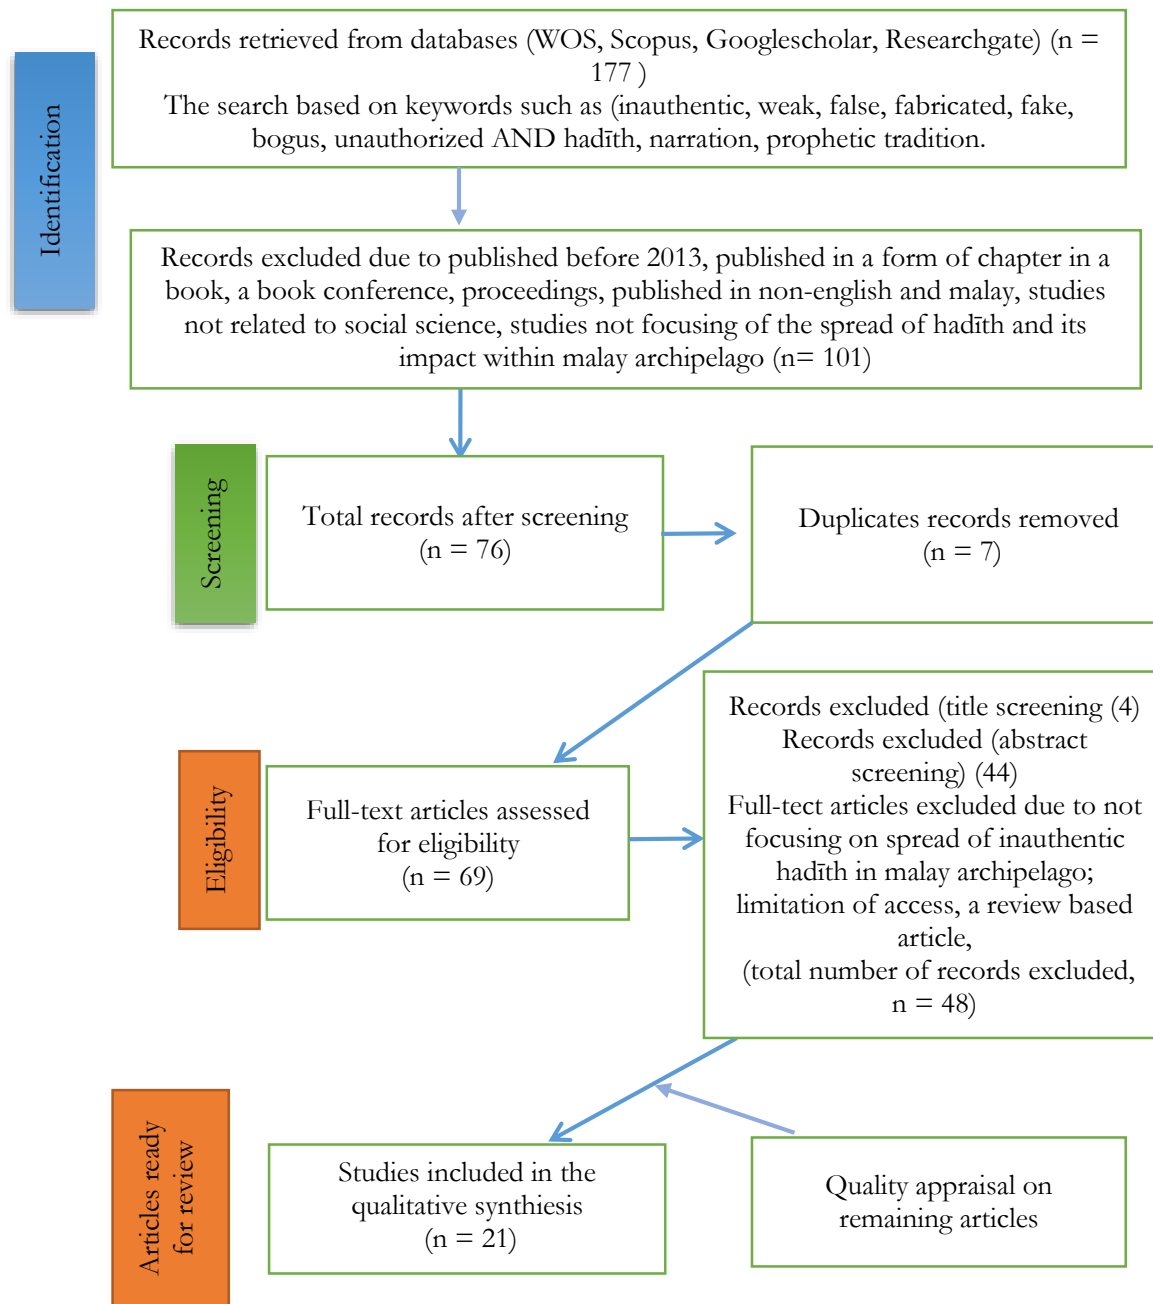 Identification
Records retrieved from databases (WOS, Scopus, Googlescholar, Researchgate) (n =
177 )
The search based on keywords such as (inauthentic, weak, false, fabricated, fake,
bogus, unauthorized AND hadīth, narration, prophetic tradition.
Records excluded due to published before 2013, published in a form of chapter in a
book, a book conference, proceedings, published in non-english and malay, studies
not related to social science, studies not focusing of the spread of hadīth and its
impact within malay archipelago (n= 101)
Screening
Total records after screening
(n = 76)
Duplicates records removed
(n = 7)
Eligibility
Full-text articles assessed
for eligibility
(n = 69)
Records excluded (title screening (4)
Records excluded (abstract
screening) (44)
Full-tect articles excluded due to not
focusing on spread of inauthentic
hadīth in malay archipelago;
limitation of access, a review based
article,
(total number of records excluded,
n = 48)
Articles ready
for review
Studies included in the
qualitative synthiesis
(n = 21)
Quality appraisal on
remaining articles